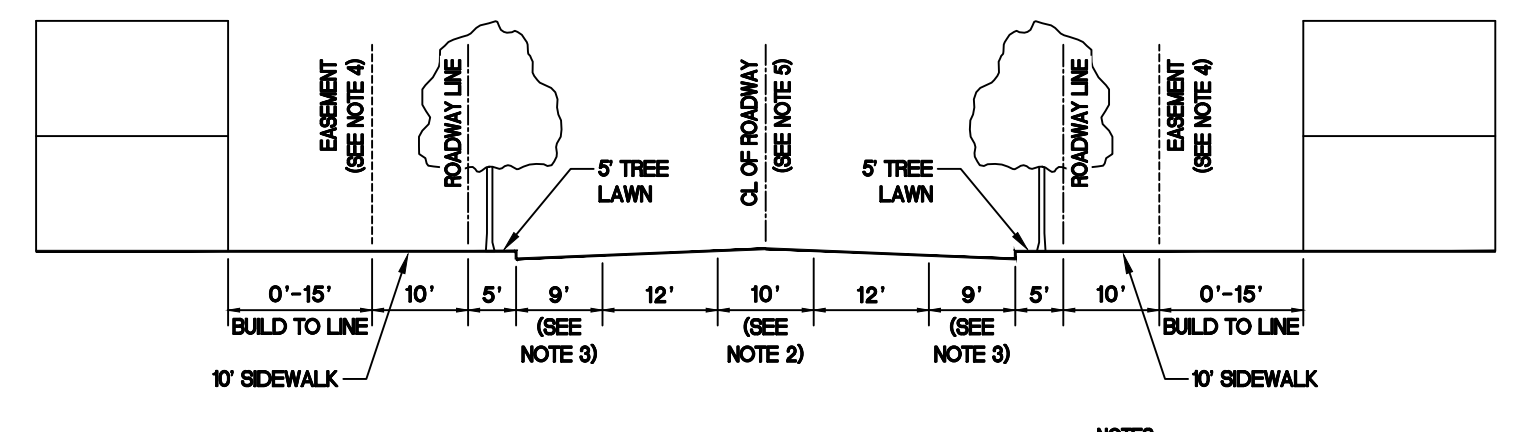 EASEMENT
(SEE NOTE 4)
ROADWAY LINE
5' TREE
LAWN
CL OF ROADWAY
(SEE NOTE 5)
5' TREE
LAWN
ROADWAY LINE
EASEMENT
(SEE NOTE 4)
0'-15' 10' 5' 9' 12' 10' 12' 9' 5' 10' 0'-15'
BUILD TO LINE (SEE NOTE 3) (SEE NOTE 2) (SEE NOTE 3) BUILD TO LINE
10' SIDEWALK 10' SIDEWALK